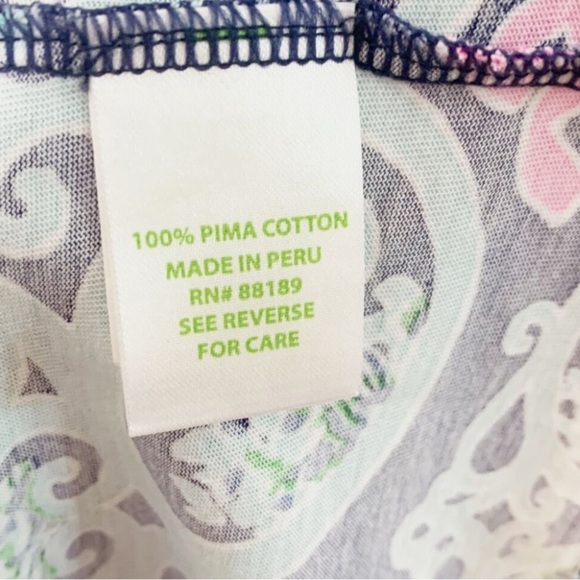 100% PIMA COTTON
MADE IN PERU
RN# 88189
SEE REVERSE
FOR CARE